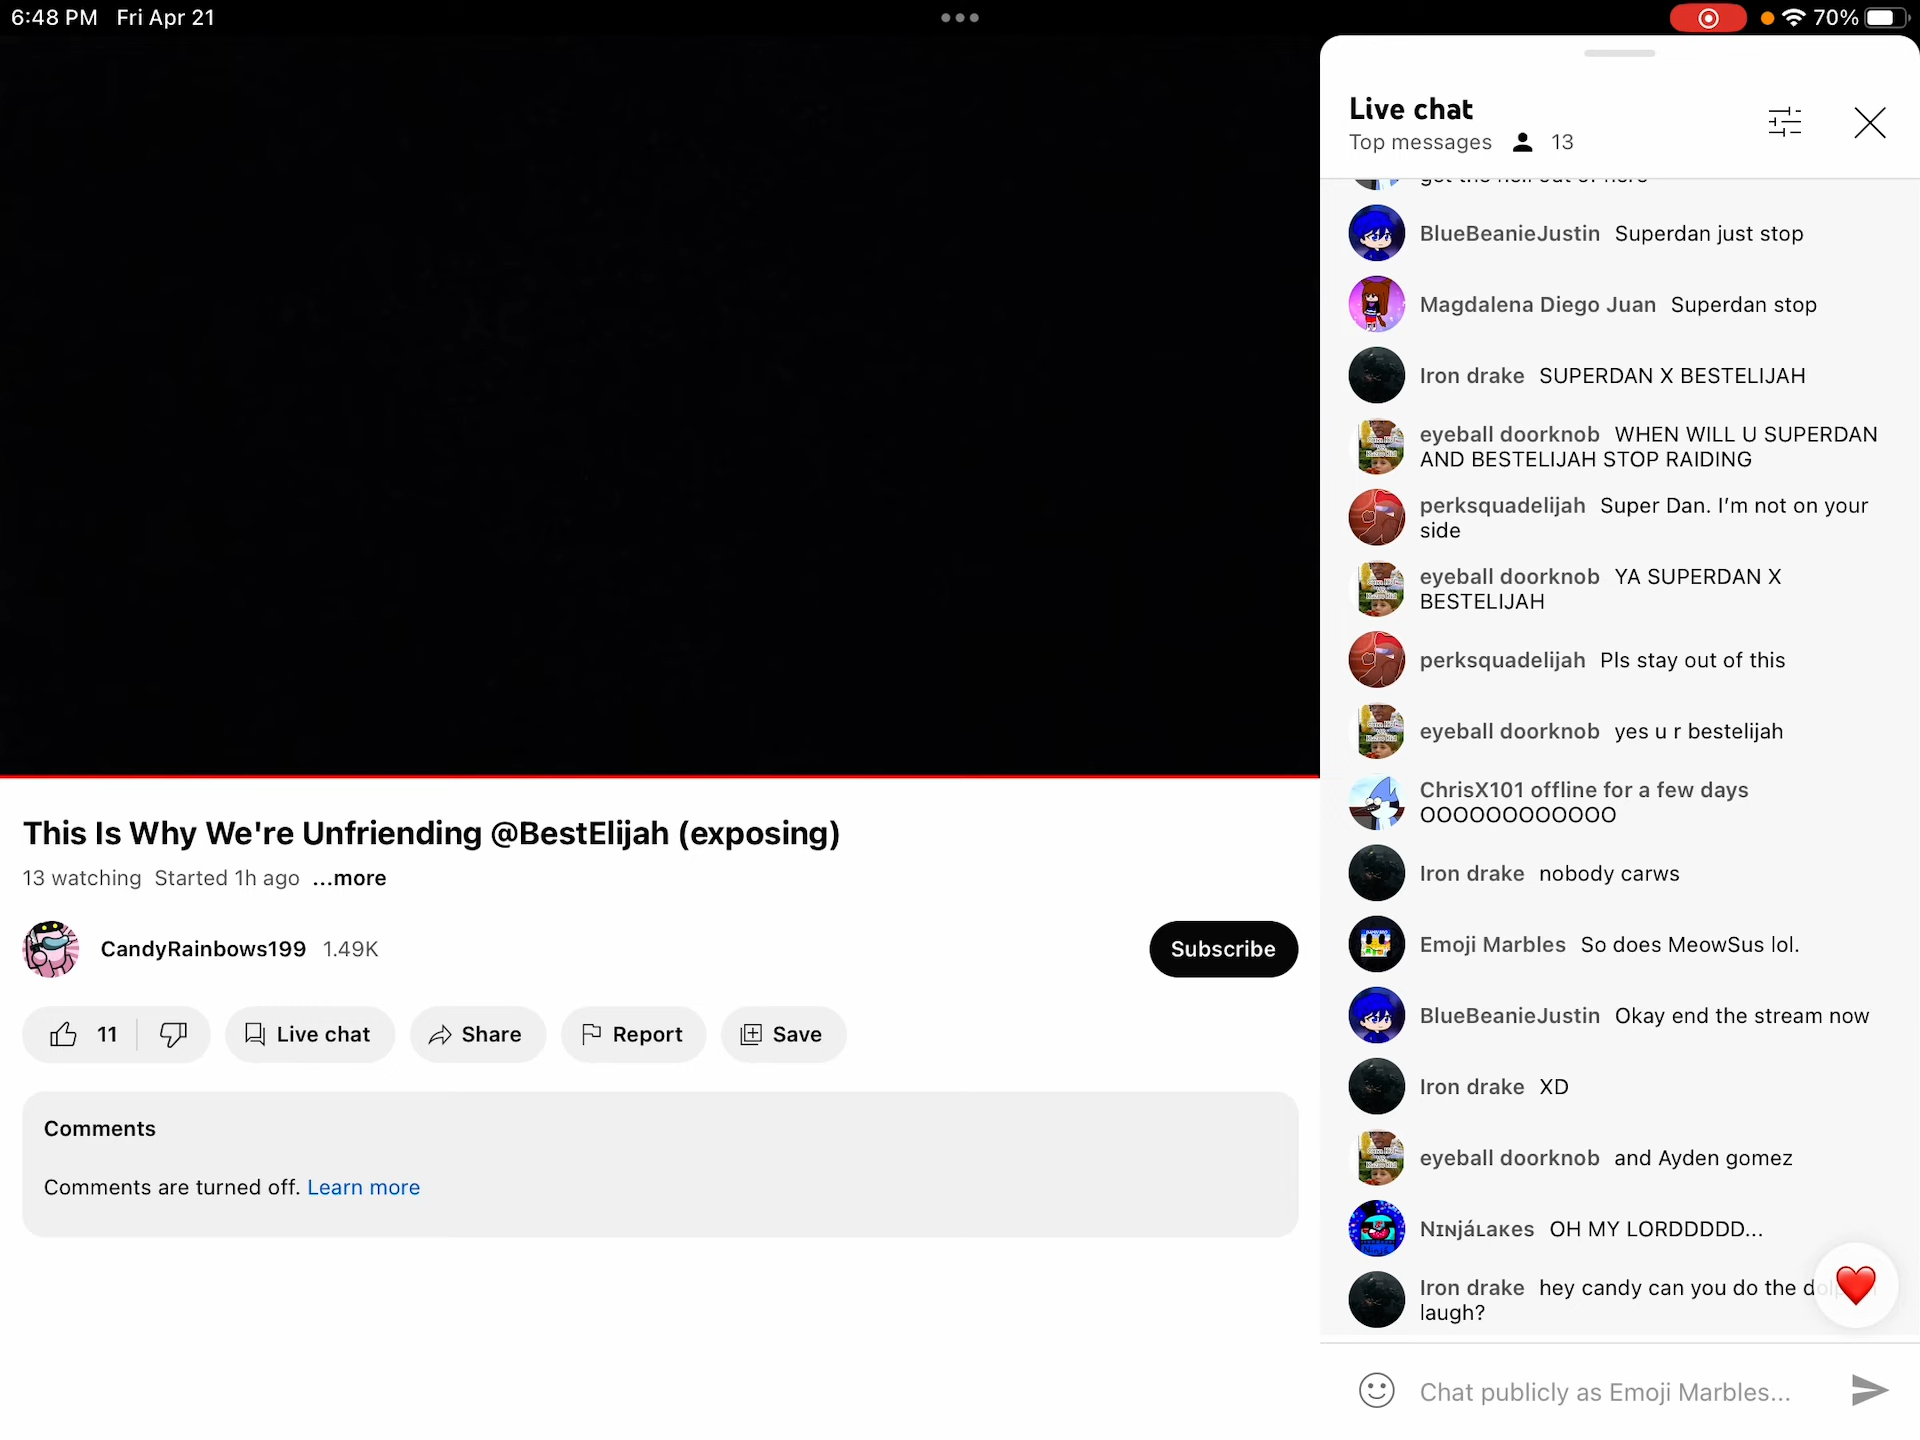 6:48 PM Fri Apr 21
70%
Live chat
Top messages 13
BlueBeanieJustin Superdan just stop
Magdalena Diego Juan Superdan stop
Iron drake SUPERDAN X BESTELIJAH
eyeball doorknob WHEN WILL U SUPERDAN
AND BESTELIJAH STOP RAIDING
perksquadelijah Super Dan. I’m not on your
side
eyeball doorknob YA SUPERDAN X
BESTELIJAH
perksquadelijah Pls stay out of this
eyeball doorknob yes u r bestelijah
ChrisX101 offline for a few days
OOOOOOOOOOOO
Iron drake nobody carws
Emoji Marbles So does MeowSus lol.
BlueBeanieJustin Okay end the stream now
Iron drake XD
eyeball doorknob and Ayden gomez
NɪɴjáLᴀᴋᴇs OH MY LORDDDDD...
Iron drake hey candy can you do the
laugh?
Chat publicly as Emoji Marbles...
This Is Why We're Unfriending @BestElijah (exposing)
13 watching Started 1h ago ...more
CandyRainbows199 1.49K
Subscribe
11
Live chat
Share
Report
Save
Comments
Comments are turned off. Learn more